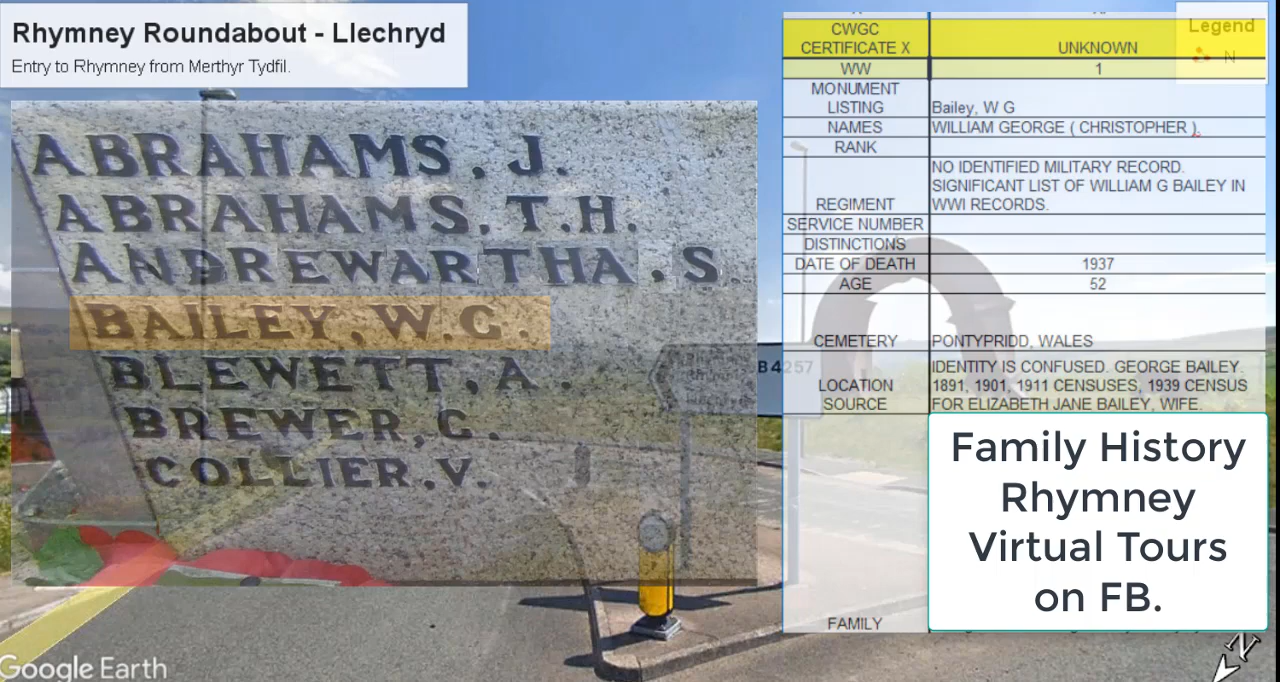 Rhymney Roundabout - Llechryd
Entry to Rhymney from Merthyr Tydfil.
ABRAHAMS, J.
ABRAHAMS, T.H.
ANDREWARTHA. S.
BAILEY, W.G.
BLEWETT, A.
BREWER, C.
COLLIER, V.
B4257
Google Earth
Legend
N
CWGC
CERTIFICATE X UNKNOWN
WW 1
MONUMENT
LISTING Bailey, W G
NAMES WILLIAM GEORGE ( CHRISTOPHER ).
RANK
NO IDENTIFIED MILITARY RECORD.
SIGNIFICANT LIST OF WILLIAM G BAILEY IN
REGIMENT WWI RECORDS.
SERVICE NUMBER
DISTINCTIONS
DATE OF DEATH 1937
AGE 52
CEMETERY PONTYPRIDD, WALES
IDENTITY IS CONFUSED. GEORGE BAILEY.
LOCATION 1891, 1901, 1911 CENSUSES, 1939 CENSUS
SOURCE FOR ELIZABETH JANE BAILEY, WIFE.
FAMILY
Family History
Rhymney
Virtual Tours
on FB.
N